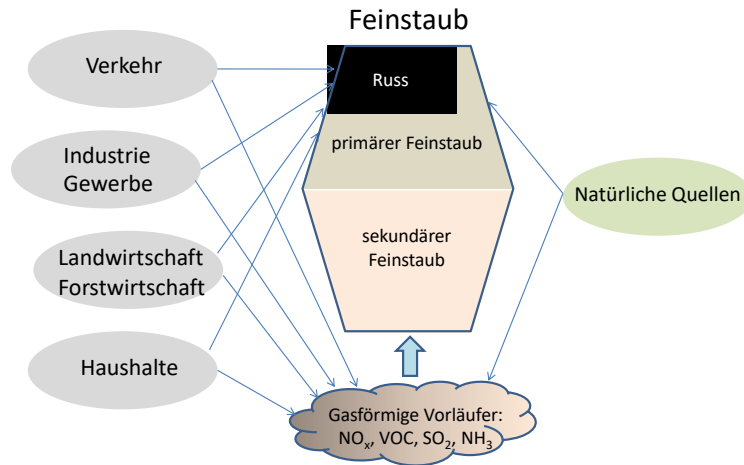 Feinstaub
Verkehr
Russ
Industrie
Gewerbe
primärer Feinstaub
Natürliche Quellen
sekundärer
Feinstaub
Landwirtschaft
Forstwirtschaft
Haushalte
Gasförmige Vorläufer:
NOₓ, VOC, SO₂, NH₃